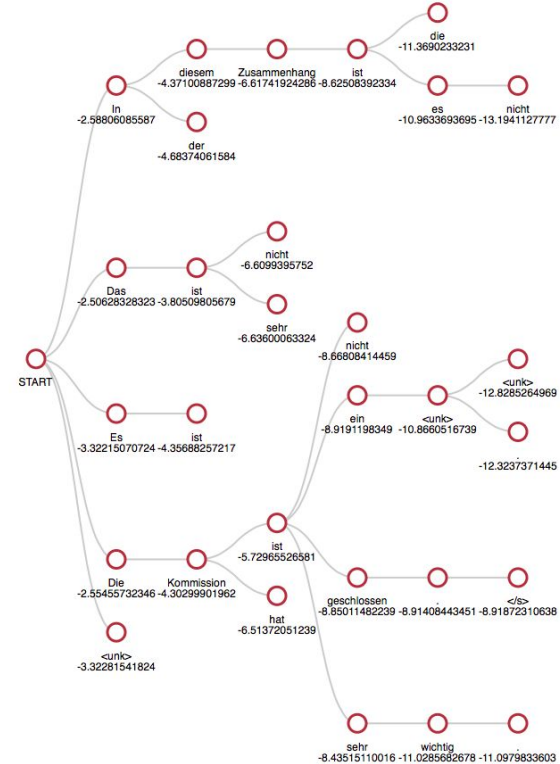 die
-11.3690233231
diesem Zusammenhang ist
-4.37100887299 -6.61741924286 -8.62508392334
In es nicht
-2.58806085587 -10.9633693695 -13.1941127777
der
-4.68374061584
nicht
-6.6099395752
Das ist
-2.50628328323 -3.80509805679
sehr
-6.63600063324
nicht
-8.66808414459
START
<unk>
-12.8285264969
ein <unk>
-8.9191198349 -10.8660516739
Es ist
-3.32215070724 -4.35688257217
.
-12.3237371445
ist
-5.72965526581
Die Kommission
-2.55455732346 -4.30299901962
geschlossen . </s>
-8.85011482239 -8.91408443451 -8.91872310638
hat
-6.51372051239
<unk>
-3.32281541824
sehr wichtig .
-8.43515110016 -11.0285682678 -11.0979833603